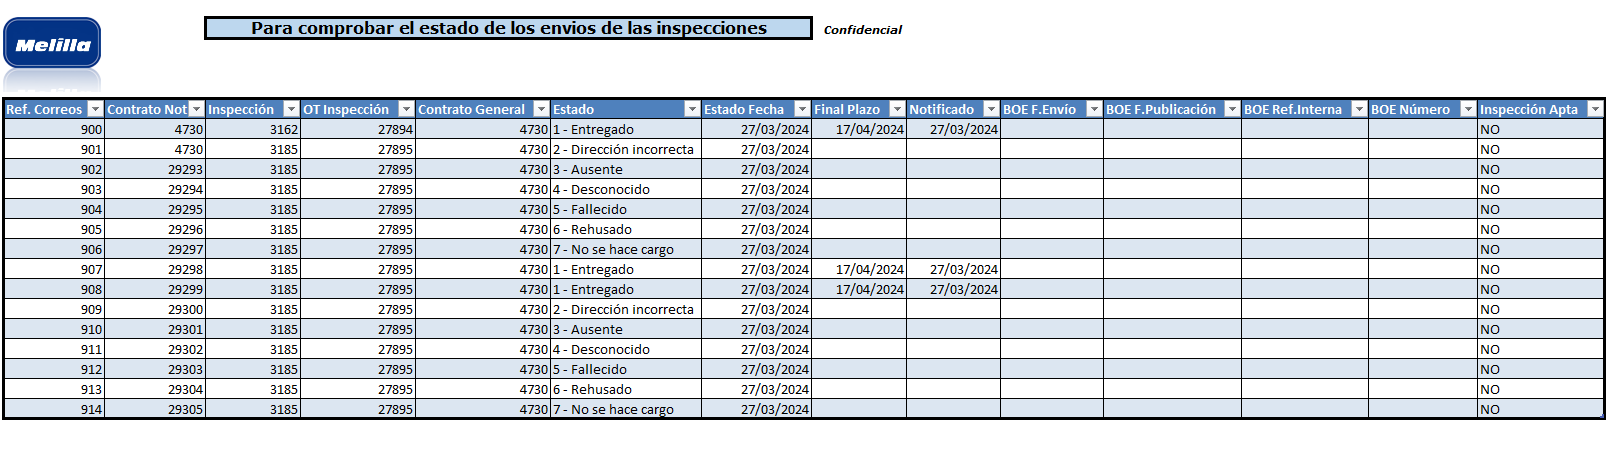 Para comprobar el estado de los envios de las inspecciones
Confidencial
Melilla
Ref. Correos Contrato Not Inspección OT Inspección Contrato General Estado Estado Fecha Final Plazo Notificado BOE F.Envío BOE F.Publicación BOE Ref.Interna BOE Número Inspección Apta
900 4730 3162 27894 4730 1 - Entregado 27/03/2024 17/04/2024 27/03/2024 NO
901 4730 3185 27895 4730 2 - Dirección incorrecta 27/03/2024 NO
902 29293 3185 27895 4730 3 - Ausente 27/03/2024 NO
903 29294 3185 27895 4730 4 - Desconocido 27/03/2024 NO
904 29295 3185 27895 4730 5 - Fallecido 27/03/2024 NO
905 29296 3185 27895 4730 6 - Rehusado 27/03/2024 NO
906 29297 3185 27895 4730 7 - No se hace cargo 27/03/2024 NO
907 29298 3185 27895 4730 1 - Entregado 27/03/2024 17/04/2024 27/03/2024 NO
908 29299 3185 27895 4730 1 - Entregado 27/03/2024 17/04/2024 27/03/2024 NO
909 29300 3185 27895 4730 2 - Dirección incorrecta 27/03/2024 NO
910 29301 3185 27895 4730 3 - Ausente 27/03/2024 NO
911 29302 3185 27895 4730 4 - Desconocido 27/03/2024 NO
912 29303 3185 27895 4730 5 - Fallecido 27/03/2024 NO
913 29304 3185 27895 4730 6 - Rehusado 27/03/2024 NO
914 29305 3185 27895 4730 7 - No se hace cargo 27/03/2024 NO